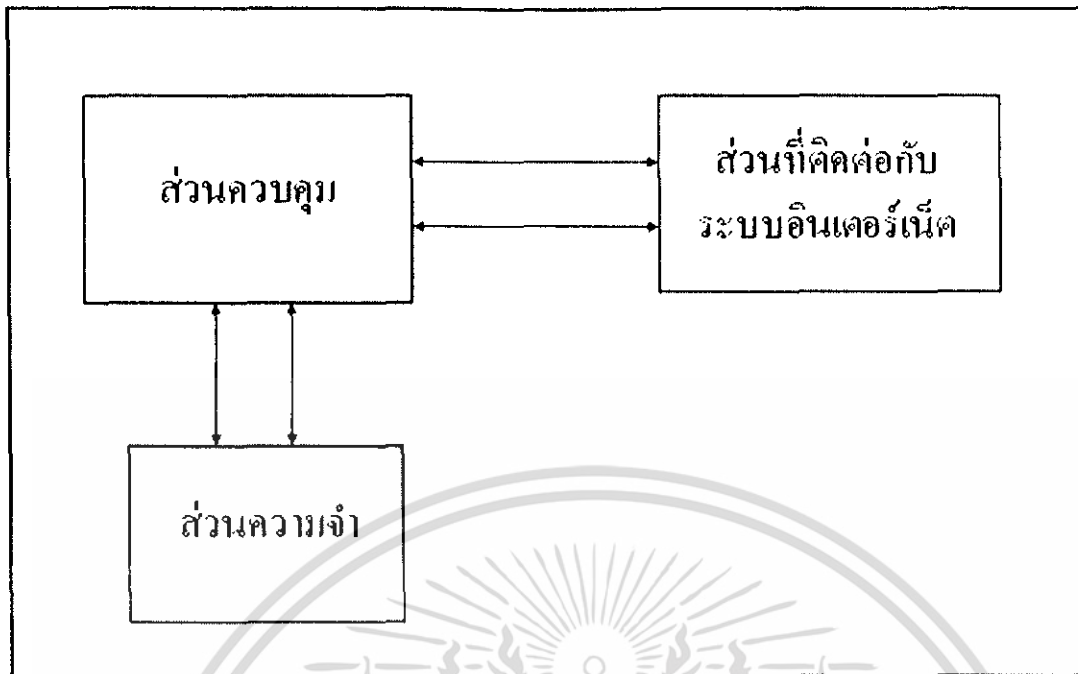 ส่วนควบคุม
ส่วนที่ติดต่อกับ
ระบบอินเตอร์เน็ต
ส่วนความจำ